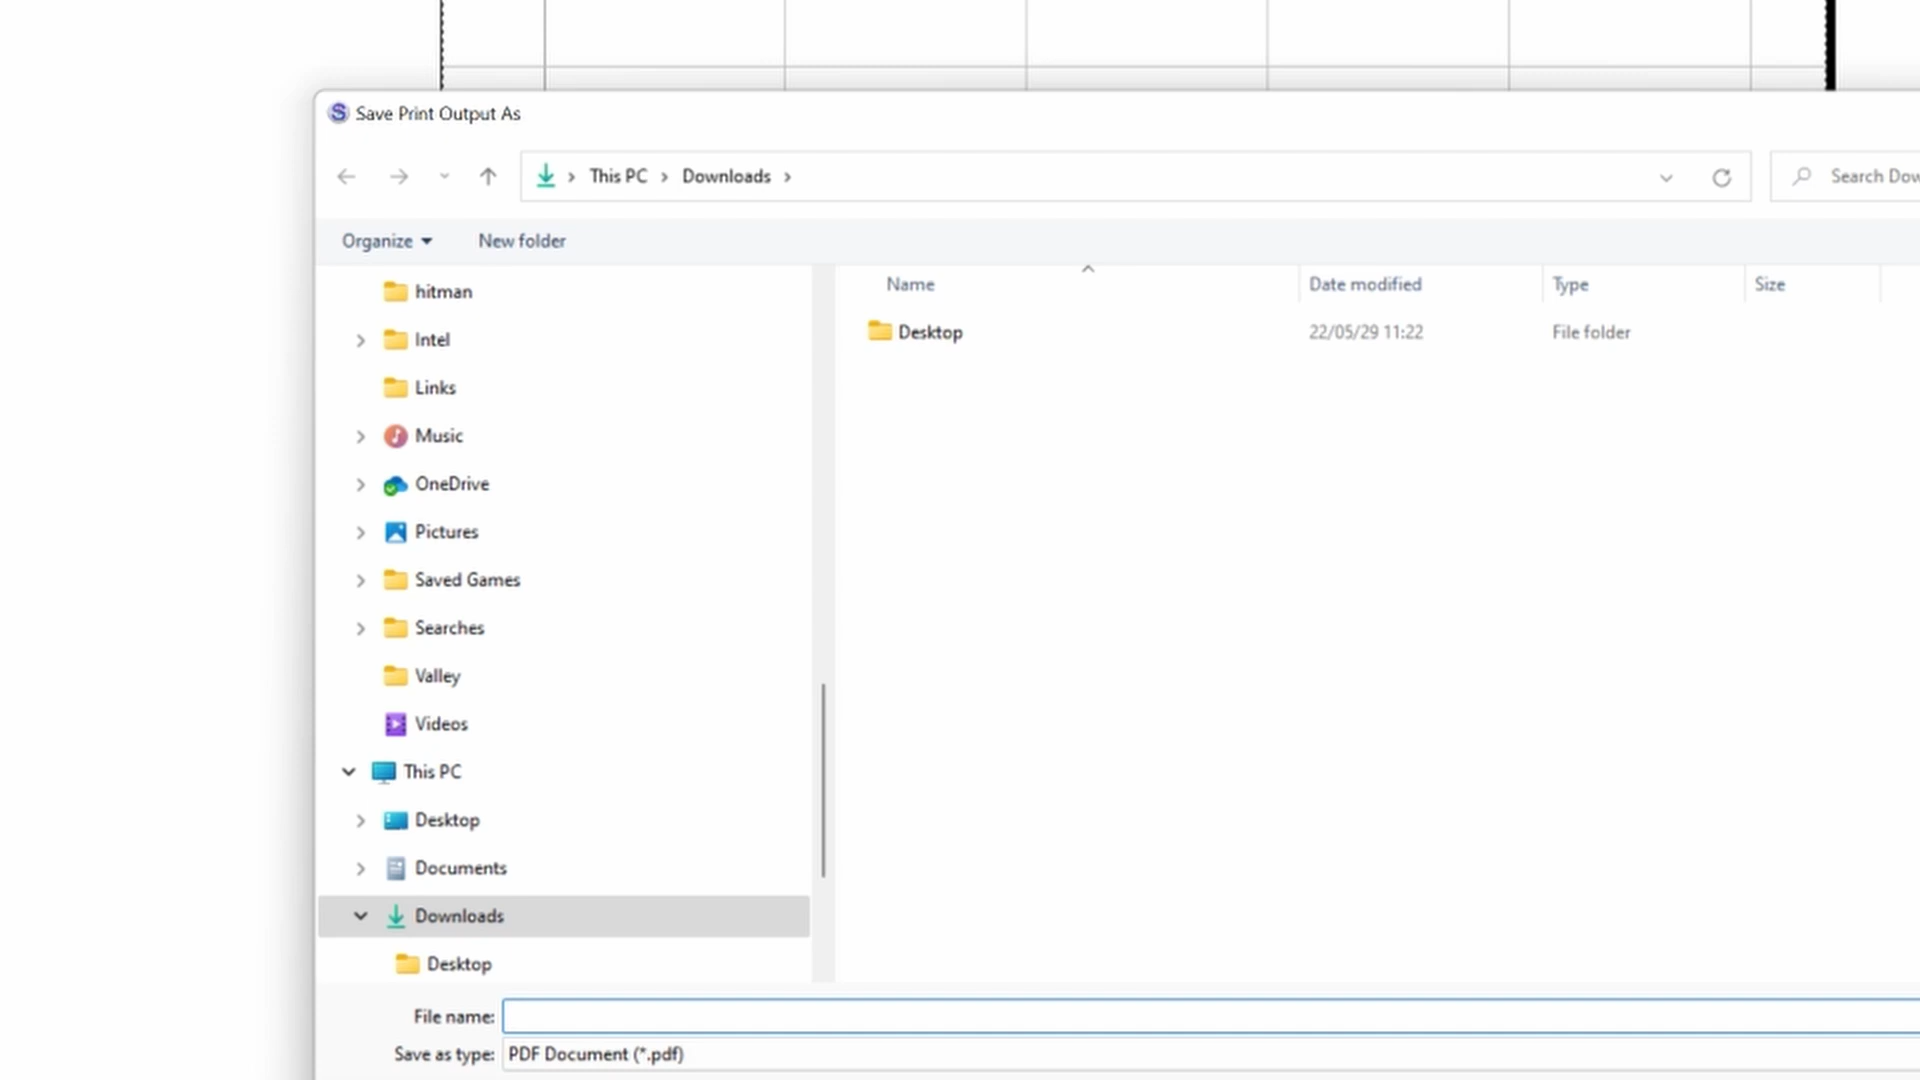 Save Print Output As
This PC
Downloads
Search Dow
Organize
New folder
Name
Date modified
Type
Size
Desktop
22/05/29 11:22
File folder
hitman
Intel
Links
Music
OneDrive
Pictures
Saved Games
Searches
Valley
Videos
This PC
Desktop
Documents
Downloads
Desktop
File name:
Save as type: PDF Document (*.pdf)